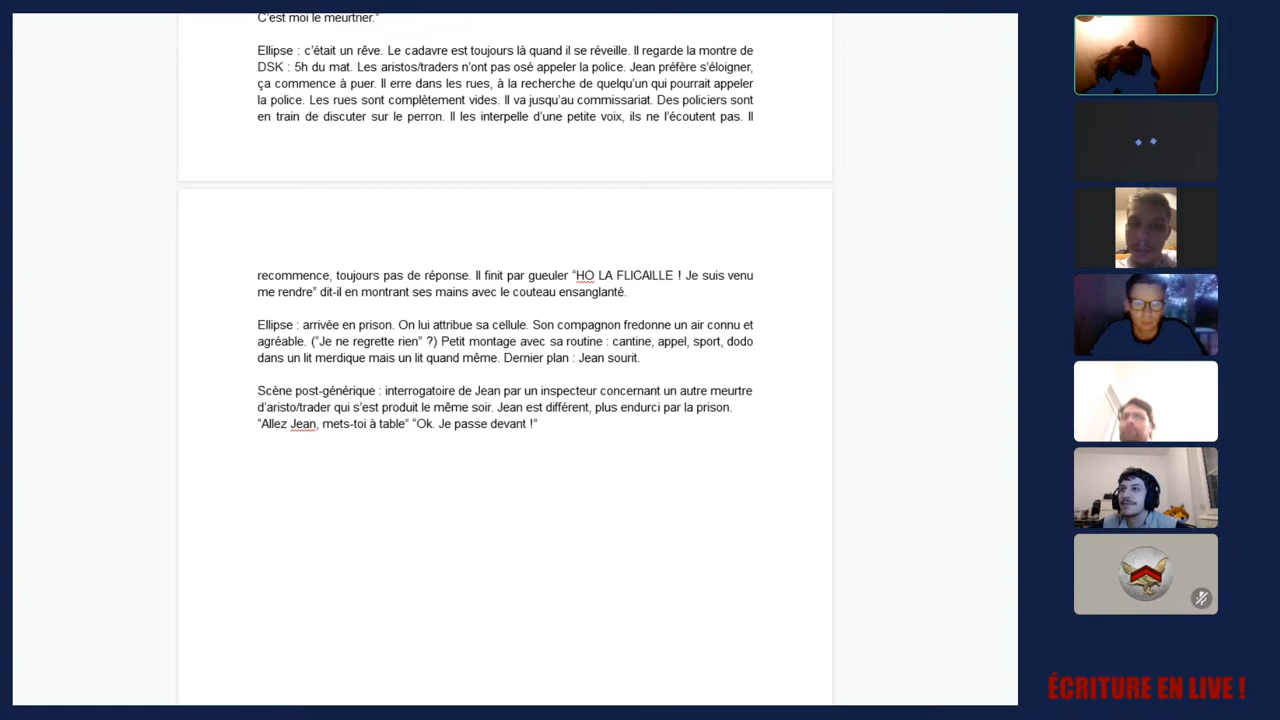 C'est moi le meurtrier."
Ellipse : c'était un rêve. Le cadavre est toujours là quand il se réveille. Il regarde la montre de
DSK : 5h du mat. Les aristos/traders n'ont pas osé appeler la police. Jean préfère s'éloigner,
ça commence à puer. Il erre dans les rues, à la recherche de quelqu'un qui pourrait appeler
la police. Les rues sont complètement vides. Il va jusqu'au commissariat. Des policiers sont
en train de discuter sur le perron. Il les interpelle d'une petite voix, ils ne l'écoutent pas. Il
recommence, toujours pas de réponse. Il finit par gueuler “HO LA FLICAILLE ! Je suis venu
me rendre” dit-il en montrant ses mains avec le couteau ensanglanté.
Ellipse : arrivée en prison. On lui attribue sa cellule. Son compagnon fredonne un air connu et
agréable. (“Je ne regrette rien” ?) Petit montage avec sa routine : cantine, appel, sport, dodo
dans un lit merdique mais un lit quand même. Dernier plan : Jean sourit.
Scène post-générique : interrogatoire de Jean par un inspecteur concernant un autre meurtre
d'aristo/trader qui s'est produit le même soir. Jean est différent, plus endurci par la prison.
“Allez Jean, mets-toi à table” “Ok. Je passe devant !”
ÉCRITURE EN LIVE !